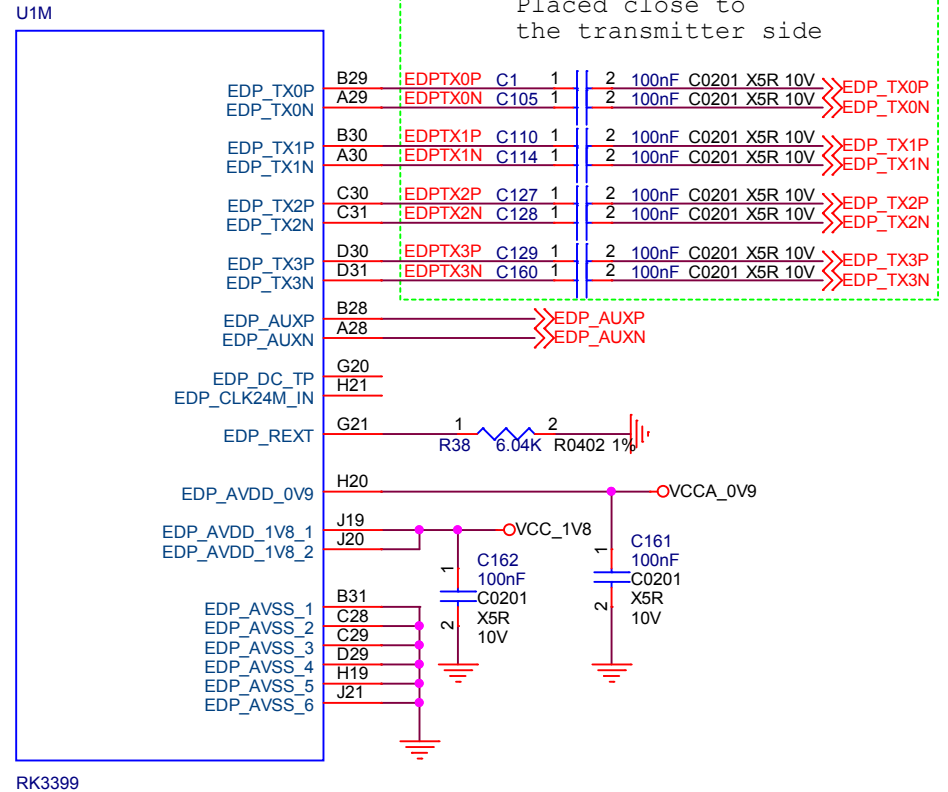 U1M
Placed close to
the transmitter side
EDP_TX0P B29 EDPTX0P C1 1 2 100nF C0201 X5R 10V EDP_TX0P
EDP_TX0N A29 EDPTX0N C105 1 2 100nF C0201 X5R 10V EDP_TX0N
EDP_TX1P B30 EDPTX1P C110 1 2 100nF C0201 X5R 10V EDP_TX1P
EDP_TX1N A30 EDPTX1N C114 1 2 100nF C0201 X5R 10V EDP_TX1N
EDP_TX2P C30 EDPTX2P C127 1 2 100nF C0201 X5R 10V EDP_TX2P
EDP_TX2N C31 EDPTX2N C128 1 2 100nF C0201 X5R 10V EDP_TX2N
EDP_TX3P D30 EDPTX3P C129 1 2 100nF C0201 X5R 10V EDP_TX3P
EDP_TX3N D31 EDPTX3N C160 1 2 100nF C0201 X5R 10V EDP_TX3N
EDP_AUXP B28 EDP_AUXP
EDP_AUXN A28 EDP_AUXN
EDP_DC_TP G20
EDP_CLK24M_IN H21
EDP_REXT G21 1 2
R38 6.04K R0402 1%
EDP_AVDD_0V9 H20 VCCA_0V9
EDP_AVDD_1V8_1 J19 VCC_1V8
EDP_AVDD_1V8_2 J20
1 C162
100nF
C0201
2 X5R
10V
1 C161
100nF
C0201
2 X5R
10V
EDP_AVSS_1 B31
EDP_AVSS_2 C28
EDP_AVSS_3 C29
EDP_AVSS_4 D29
EDP_AVSS_5 H19
EDP_AVSS_6 J21
RK3399